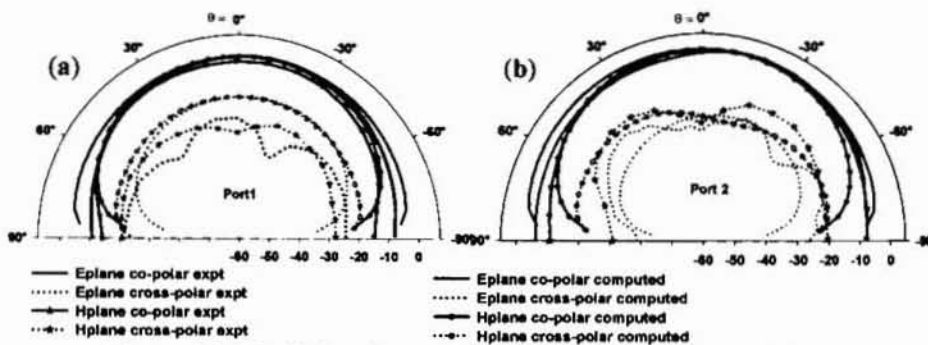 θ = 0° θ = 0°
30° -30° 30° -30°
(a) (b)
60° -60° 60° -60°
Port1 Port 2
90° -90° 90° -90°
-60 -50 -40 -30 -20 -10 0 -60 -50 -40 -30 -20 -10 0
Eplane co-polar expt
Eplane cross-polar expt
Hplane co-polar expt
Hplane cross-polar expt
Eplane co-polar computed
Eplane cross-polar computed
Hplane co-polar computed
Hplane cross-polar computed